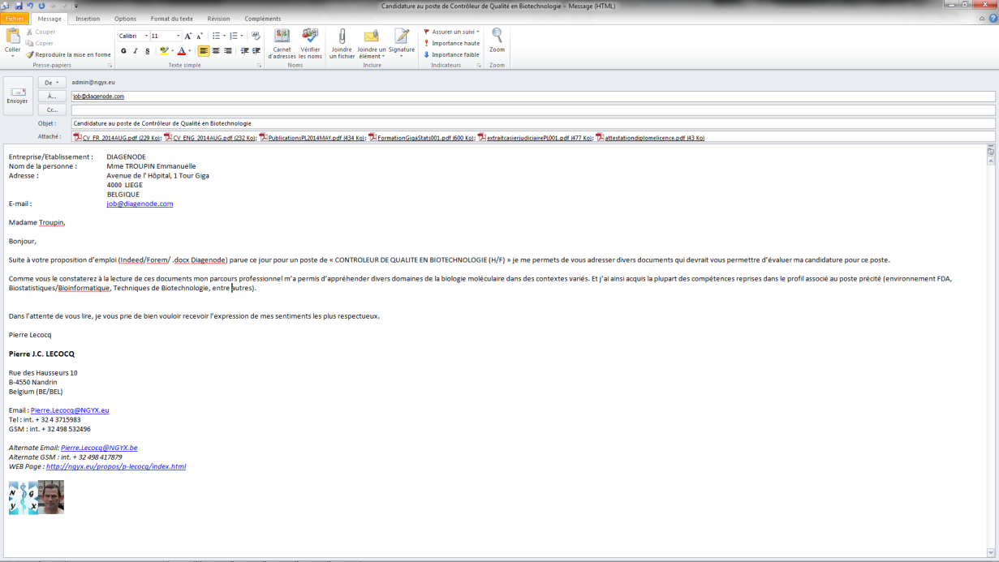 Candidature au poste de Contrôleur de Qualité en Biotechnologie - Message (HTML)
Fichier Message Insertion Options Format du texte Révision Compléments
Coller
Couper
Copier
Reproduire la mise en forme
Presse-papiers
Calibri 11
G I S
Texte simple
Carnet d'adresses
Vérifier les noms
Noms
Joindre un fichier
Joindre un élément
Signature
Inclure
Assurer un suivi
Importance haute
Importance faible
Indicateurs
Zoom
Zoom
Envoyer
De admin@ngyx.eu
À... job@diagenode.com
Cc...
Objet : Candidature au poste de Contrôleur de Qualité en Biotechnologie
Attaché : CV_FR_2014AUG.pdf (229 Ko); CV_ENG_2014AUG.pdf (232 Ko); PublicationsPL2014MAY.pdf (434 Ko); FormationGigaStats001.pdf (600 Ko); extraitcasierjudiciairePL001.pdf (477 Ko); attestationdiplomelicence.pdf (43 Ko)
Entreprise/Etablissement : DIAGENODE
Nom de la personne : Mme TROUPIN Emmanuelle
Adresse : Avenue de l' Hôpital, 1 Tour Giga
4000 LIEGE
BELGIQUE
E-mail : job@diagenode.com
Madame Troupin,
Bonjour,
Suite à votre proposition d'emploi (Indeed/Forem/ .docx Diagenode) parue ce jour pour un poste de « CONTROLEUR DE QUALITE EN BIOTECHNOLOGIE (H/F) » je me permets de vous adresser divers documents qui devrait vous permettre d'évaluer ma candidature pour ce poste.
Comme vous le constaterez à la lecture de ces documents mon parcours professionnel m'a permis d'appréhender divers domaines de la biologie moléculaire dans des contextes variés. Et j'ai ainsi acquis la plupart des compétences reprises dans le profil associé au poste précité (environnement FDA,
Biostatistiques/Bioinformatique, Techniques de Biotechnologie, entre autres).
Dans l'attente de vous lire, je vous prie de bien vouloir recevoir l'expression de mes sentiments les plus respectueux.
Pierre Lecocq
Pierre J.C. LECOCQ
Rue des Hausseurs 10
B-4550 Nandrin
Belgium (BE/BEL)
Email : Pierre.Lecocq@NGYX.eu
Tel : int. + 32 4 3715983
GSM : int. + 32 498 532496
Alternate Email: Pierre.Lecocq@NGYX.be
Alternate GSM : int. + 32 498 417879
WEB Page : http://ngyx.eu/propos/p-lecocq/index.html
N G
y x